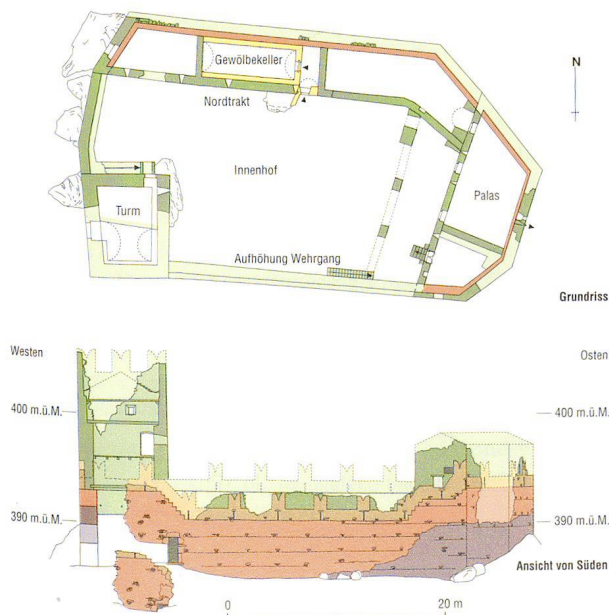 Gewölbekeller
N
Nordtrakt
Innenhof
Palas
Turm
Aufhöhung Wehrgang
Grundriss
Westen
Osten
400 m.ü.M.
400 m.ü.M.
390 m.ü.M.
390 m.ü.M.
Ansicht von Süden
0
20 m